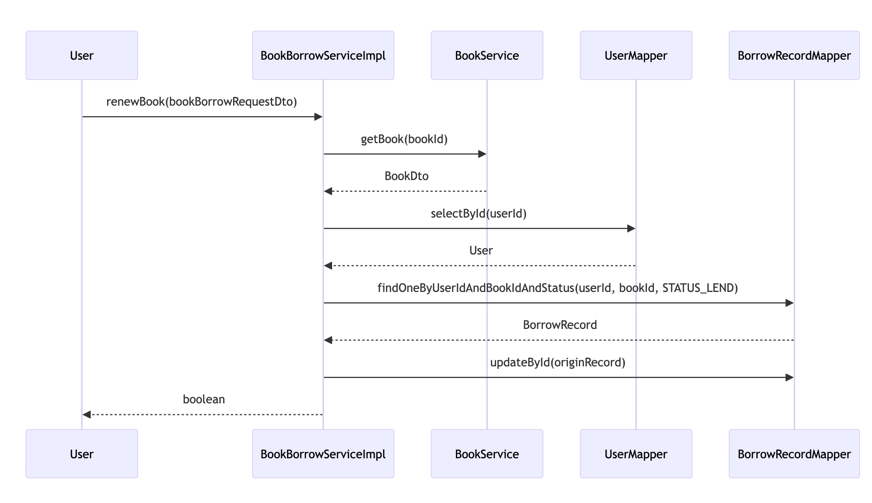 User BookBorrowServiceImpl BookService UserMapper BorrowRecordMapper
renewBook(bookBorrowRequestDto)
getBook(bookId)
BookDto
selectById(userId)
User
findOneByUserIdAndBookIdAndStatus(userId, bookId, STATUS_LEND)
BorrowRecord
updateById(originRecord)
boolean
User BookBorrowServiceImpl BookService UserMapper BorrowRecordMapper